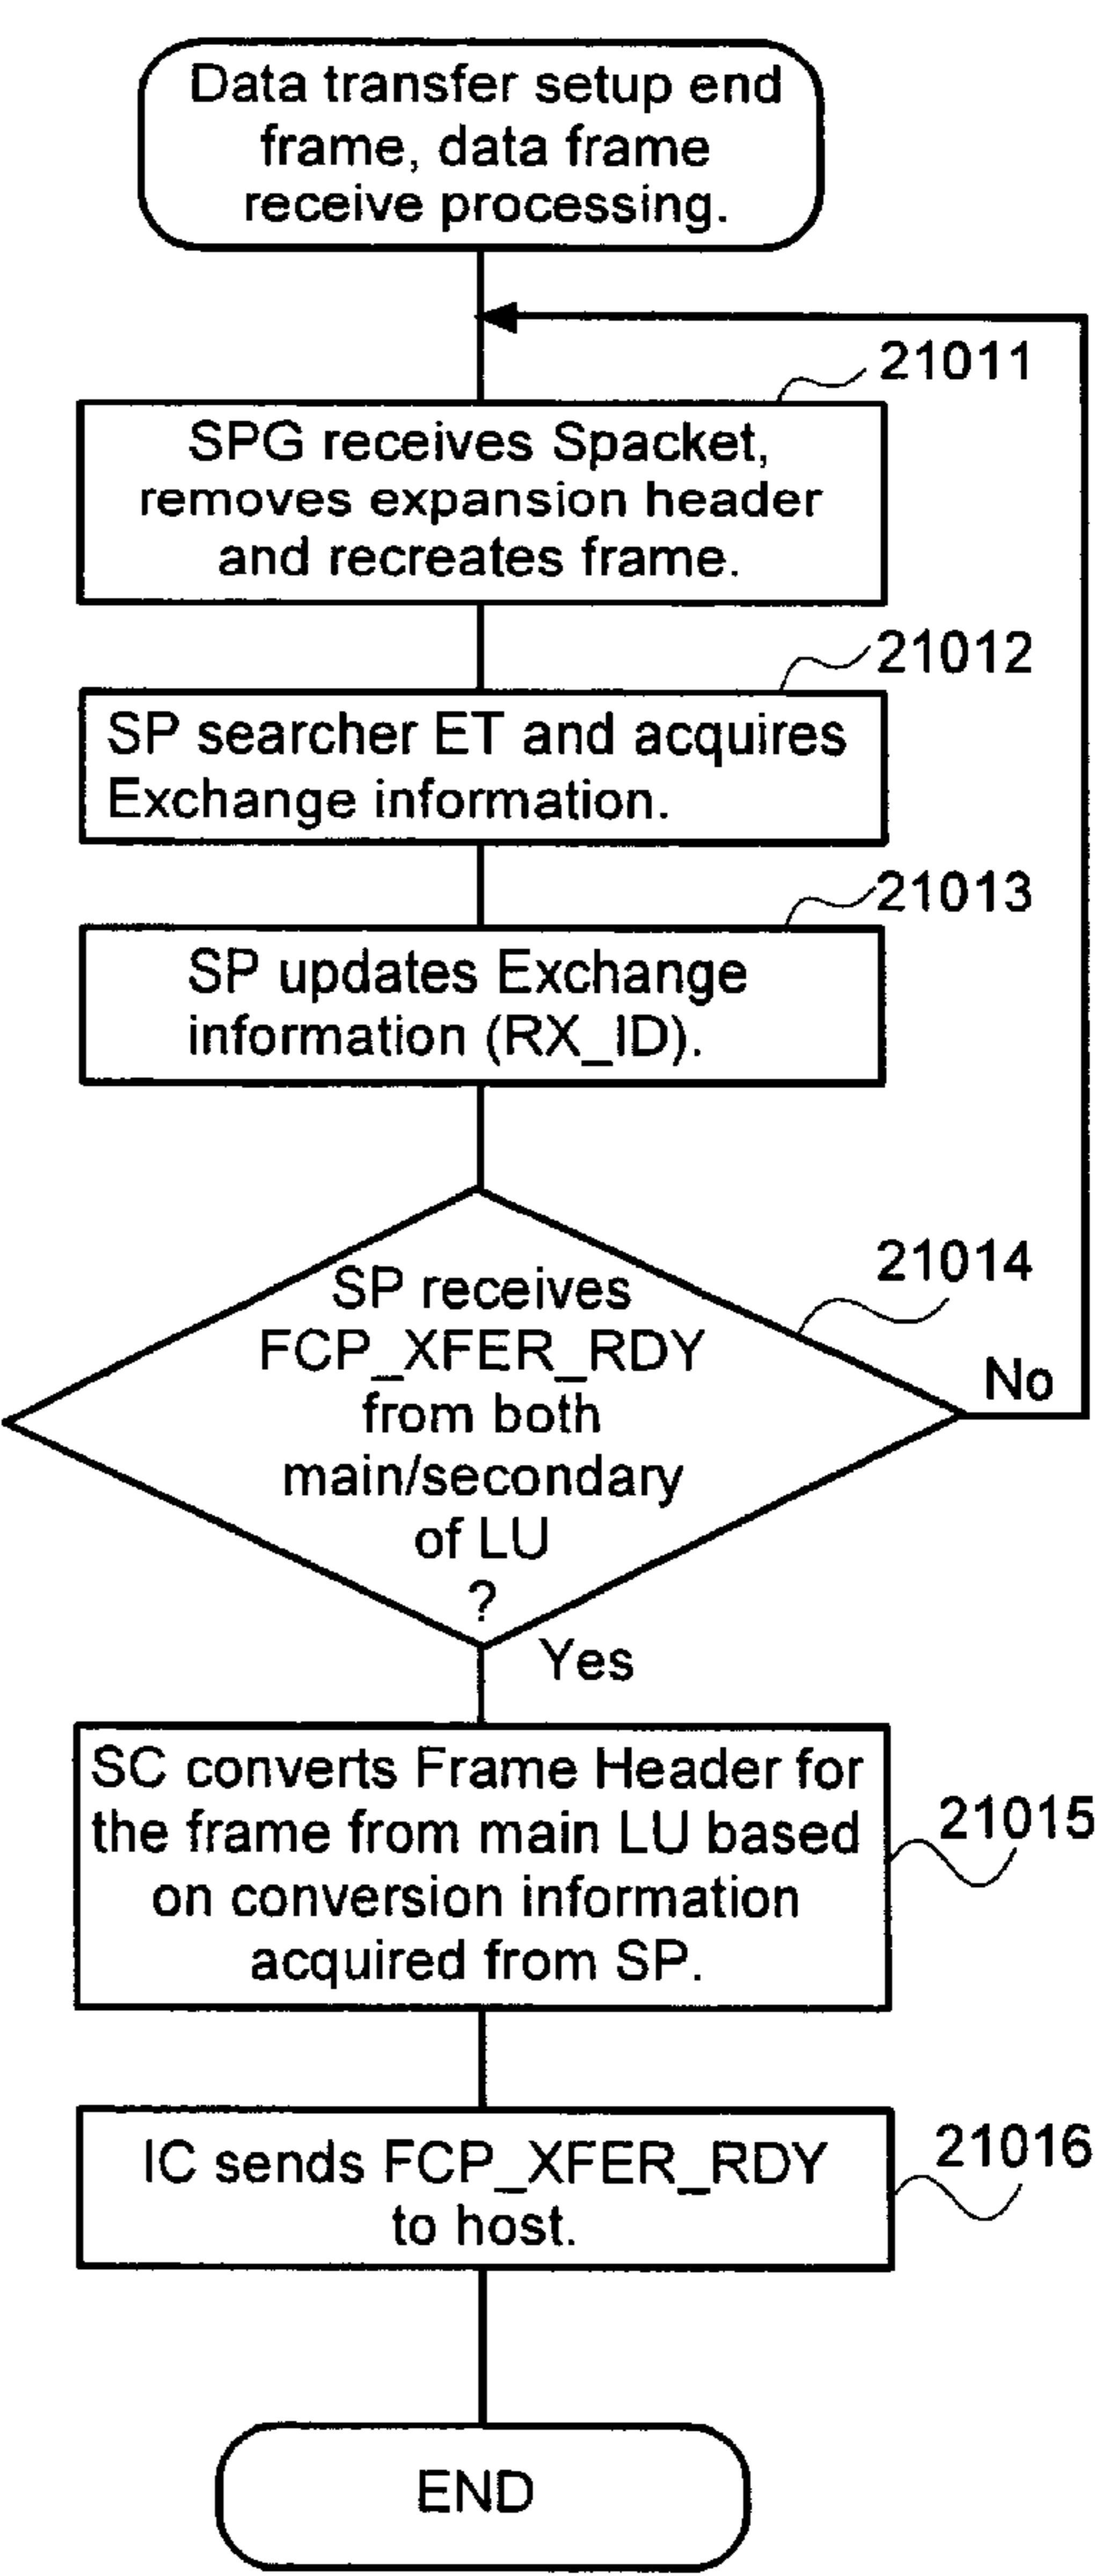 Data transfer setup end
frame, data frame
receive processing.
21011
SPG receives Spacket,
removes expansion header
and recreates frame.
21012
SP searcher ET and acquires
Exchange information.
21013
SP updates Exchange
information (RX_ID).
21014
SP receives
FCP_XFER_RDY
from both
main/secondary
of LU
?
No
Yes
SC converts Frame Header for
the frame from main LU based
on conversion information
acquired from SP.
21015
IC sends FCP_XFER_RDY
to host.
21016
END